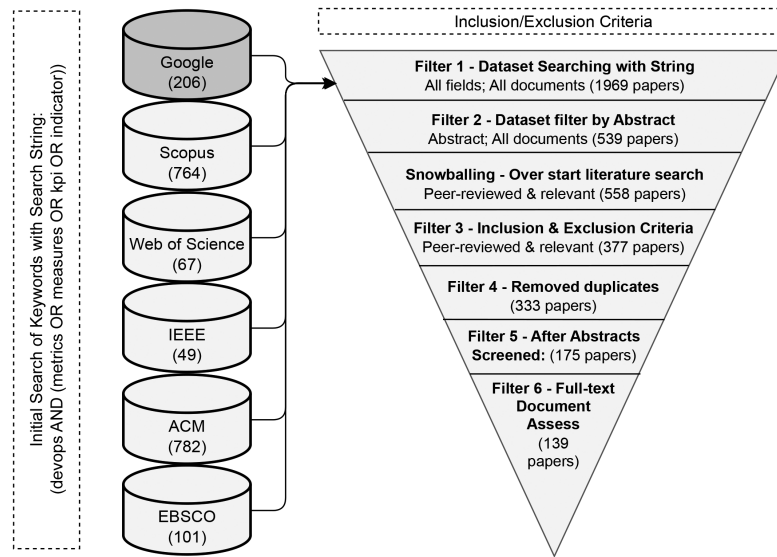 Initial Search of Keywords with Search String:
(devops AND (metrics OR measures OR kpi OR indicator))
Google
(206)
Scopus
(764)
Web of Science
(67)
IEEE
(49)
ACM
(782)
EBSCO
(101)
Inclusion/Exclusion Criteria
Filter 1 - Dataset Searching with String
All fields; All documents (1969 papers)
Filter 2 - Dataset filter by Abstract
Abstract; All documents (539 papers)
Snowballing - Over start literature search
Peer-reviewed & relevant (558 papers)
Filter 3 - Inclusion & Exclusion Criteria
Peer-reviewed & relevant (377 papers)
Filter 4 - Removed duplicates
(333 papers)
Filter 5 - After Abstracts
Screened: (175 papers)
Filter 6 - Full-text
Document
Assess
(139
papers)